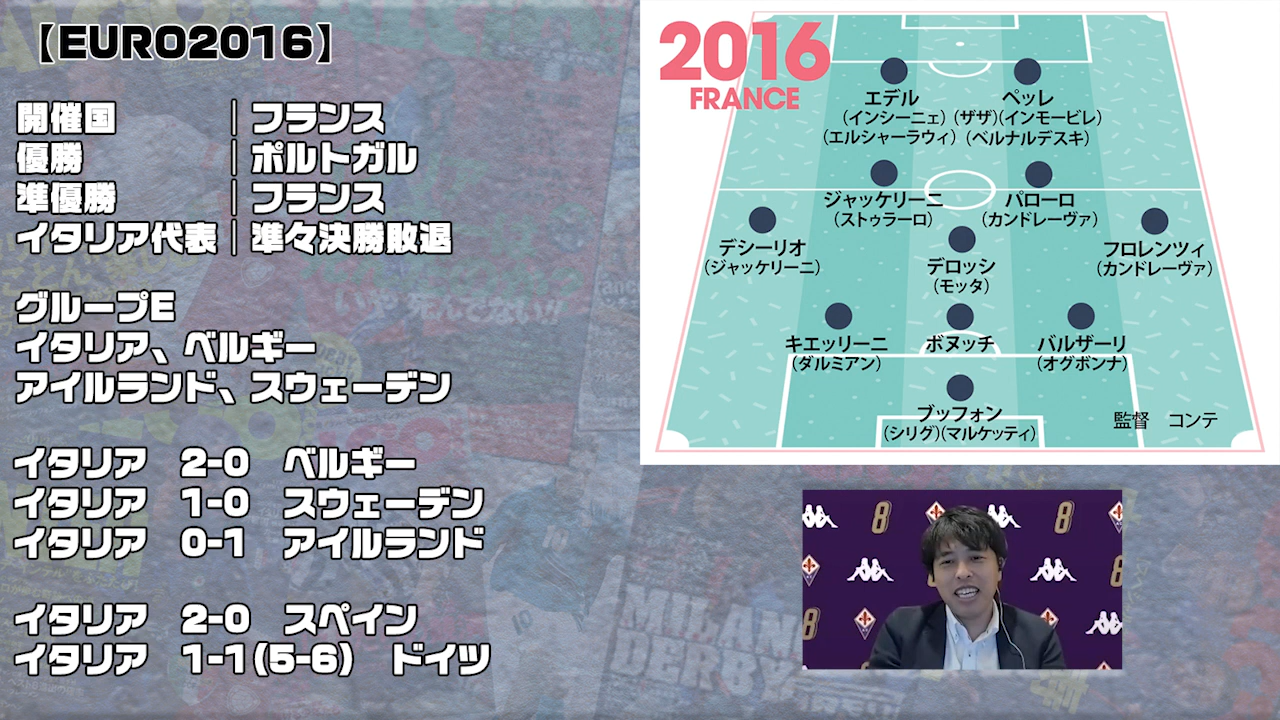 【EURO2016】
開催国｜フランス
優勝｜ポルトガル
準優勝｜フランス
イタリア代表｜準々決勝敗退
グループE
イタリア、ベルギー
アイルランド、スウェーデン
イタリア 2-0 ベルギー
イタリア 1-0 スウェーデン
イタリア 0-1 アイルランド
イタリア 2-0 スペイン
イタリア 1-1(5-6) ドイツ
2016
FRANCE
エデル
(インシーニェ)
(エルシャーラウィ)
ペッレ
(ザザ)(インモービレ)
(ベルナルデスキ)
ジャッケリーニ
(ストゥラーロ)
パローロ
(カンドレーヴァ)
デシーリオ
(ジャッケリーニ)
デロッシ
(モッタ)
フロレンツィ
(カンドレーヴァ)
キエッリーニ
(ダルミアン)
ボヌッチ
バルザーリ
(オグボンナ)
ブッフォン
(シリグ)(マルケッティ)
監督 コンテ
いや 死んでない!!
MILANO
DERBY
Kappa
8